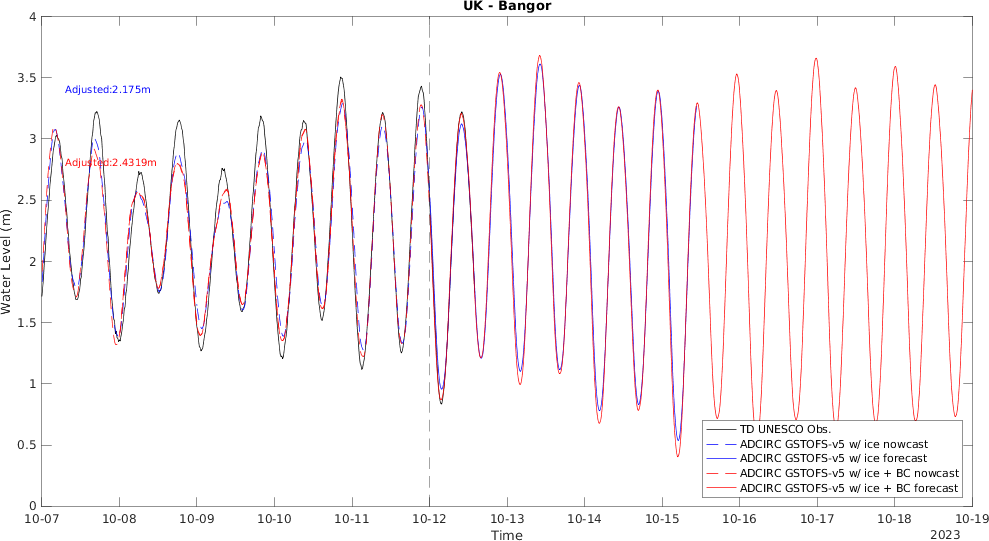 UK - Bangor
4
3.5
3
2.5
2
1.5
1
0.5
0
Water Level (m)
Adjusted:2.175m
Adjusted:2.4319m
TD UNESCO Obs.
ADCIRC GSTOFS-v5 w/ ice nowcast
ADCIRC GSTOFS-v5 w/ ice forecast
ADCIRC GSTOFS-v5 w/ ice + BC nowcast
ADCIRC GSTOFS-v5 w/ ice + BC forecast
10-07 10-08 10-09 10-10 10-11 10-12 10-13 10-14 10-15 10-16 10-17 10-18 10-19
Time
2023